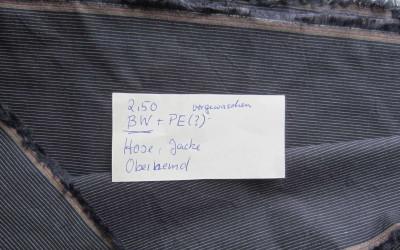 2,50 vorgewaschen
BW + PE(?)
Hose, Jacke
Oberhemd